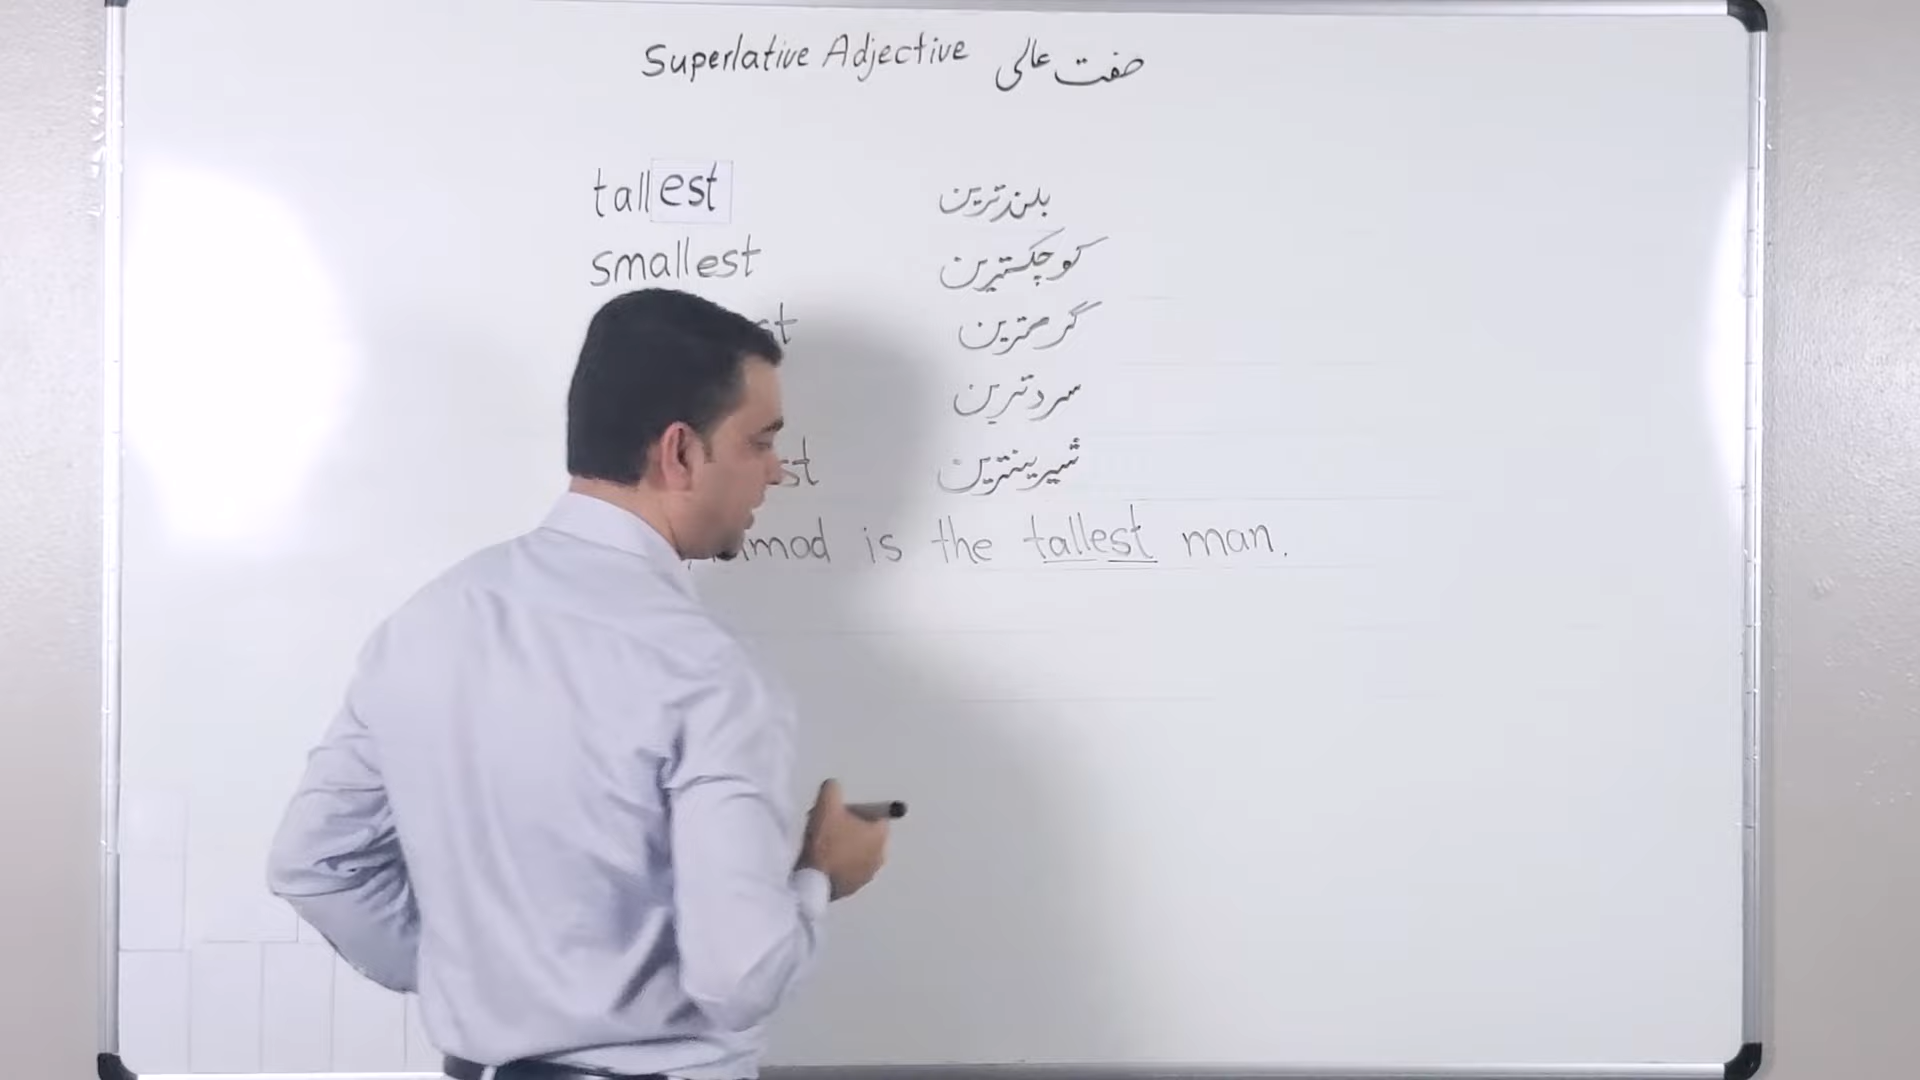 Superlative Adjective صفت عالی
tallest بلندترین
smallest کوچکترین
گرمترین
سردترین
شیرینترین
is the tallest man.